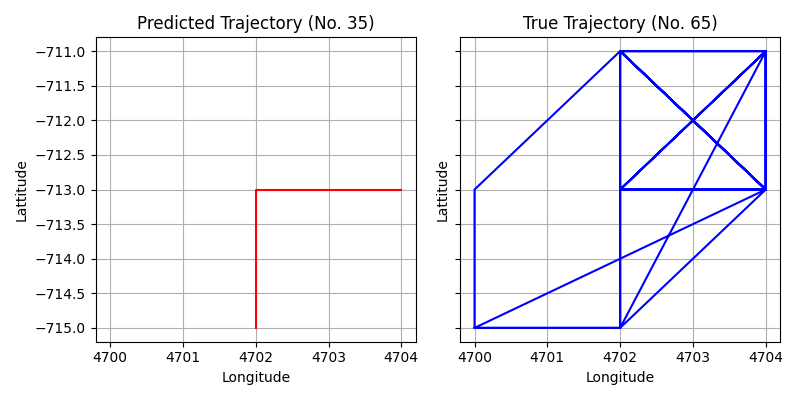 Predicted Trajectory (No. 35)
True Trajectory (No. 65)
−711.0
−711.5
−712.0
−712.5
−713.0
−713.5
−714.0
−714.5
−715.0
Lattitude
Lattitude
4700 4701 4702 4703 4704
4700 4701 4702 4703 4704
Longitude
Longitude